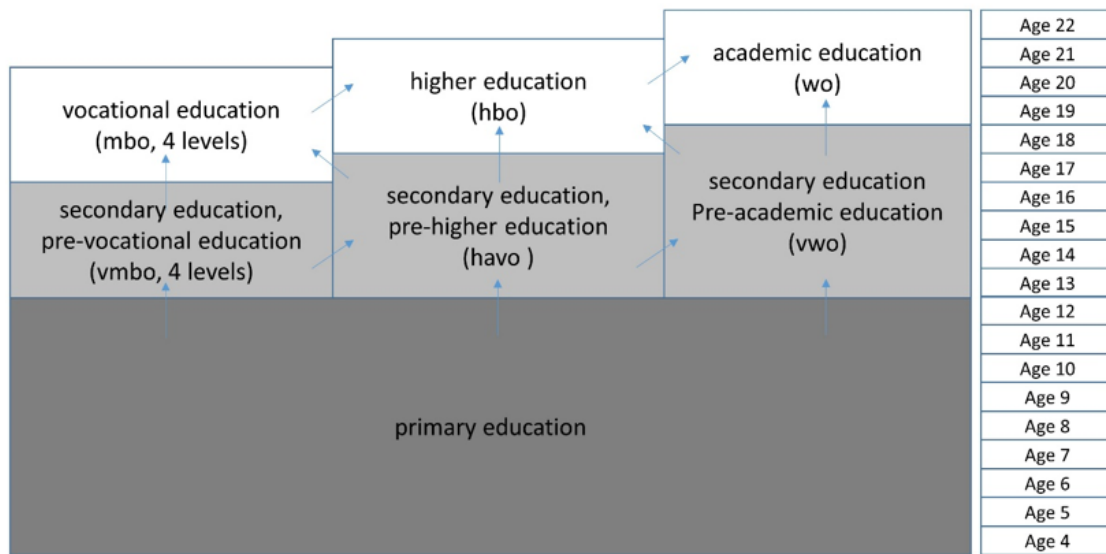 vocational education
(mbo, 4 levels)
higher education
(hbo)
academic education
(wo)
secondary education,
pre-vocational education
(vmbo, 4 levels)
secondary education,
pre-higher education
(havo )
secondary education
Pre-academic education
(vwo)
primary education
Age 22
Age 21
Age 20
Age 19
Age 18
Age 17
Age 16
Age 15
Age 14
Age 13
Age 12
Age 11
Age 10
Age 9
Age 8
Age 7
Age 6
Age 5
Age 4